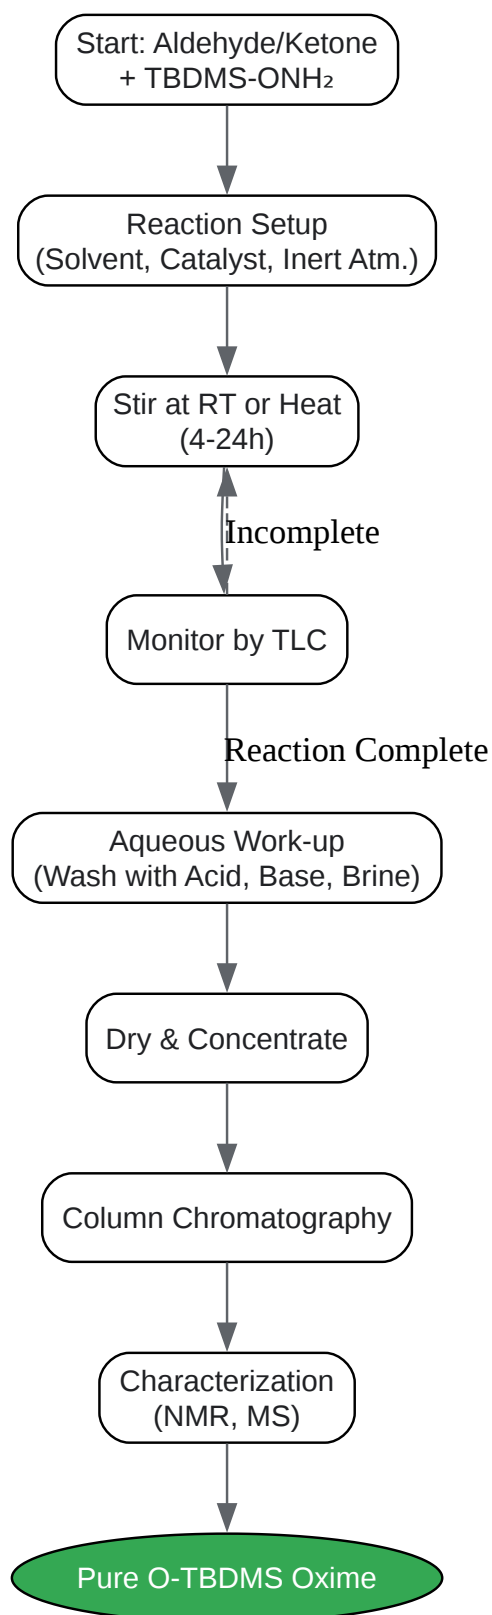 Start: Aldehyde/Ketone
+ TBDMS-ONH₂
Reaction Setup
(Solvent, Catalyst, Inert Atm.)
Stir at RT or Heat
(4-24h)
Incomplete
Monitor by TLC
Reaction Complete
Aqueous Work-up
(Wash with Acid, Base, Brine)
Dry & Concentrate
Column Chromatography
Characterization
(NMR, MS)
Pure O-TBDMS Oxime